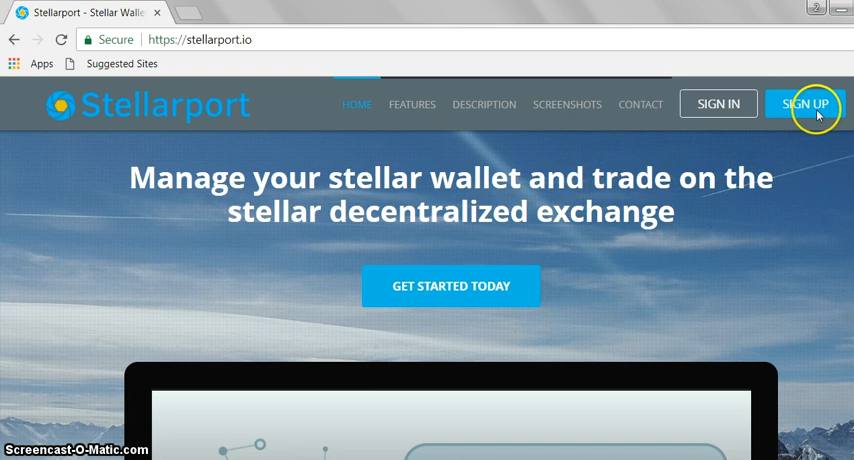 Stellarport - Stellar Walle
2
Secure
https://stellarport.io
Apps
Suggested Sites
Stellarport
HOME
FEATURES
DESCRIPTION
SCREENSHOTS
CONTACT
SIGN IN
SIGN UP
Manage your stellar wallet and trade on the
stellar decentralized exchange
GET STARTED TODAY
Screencast-O-Matic.com